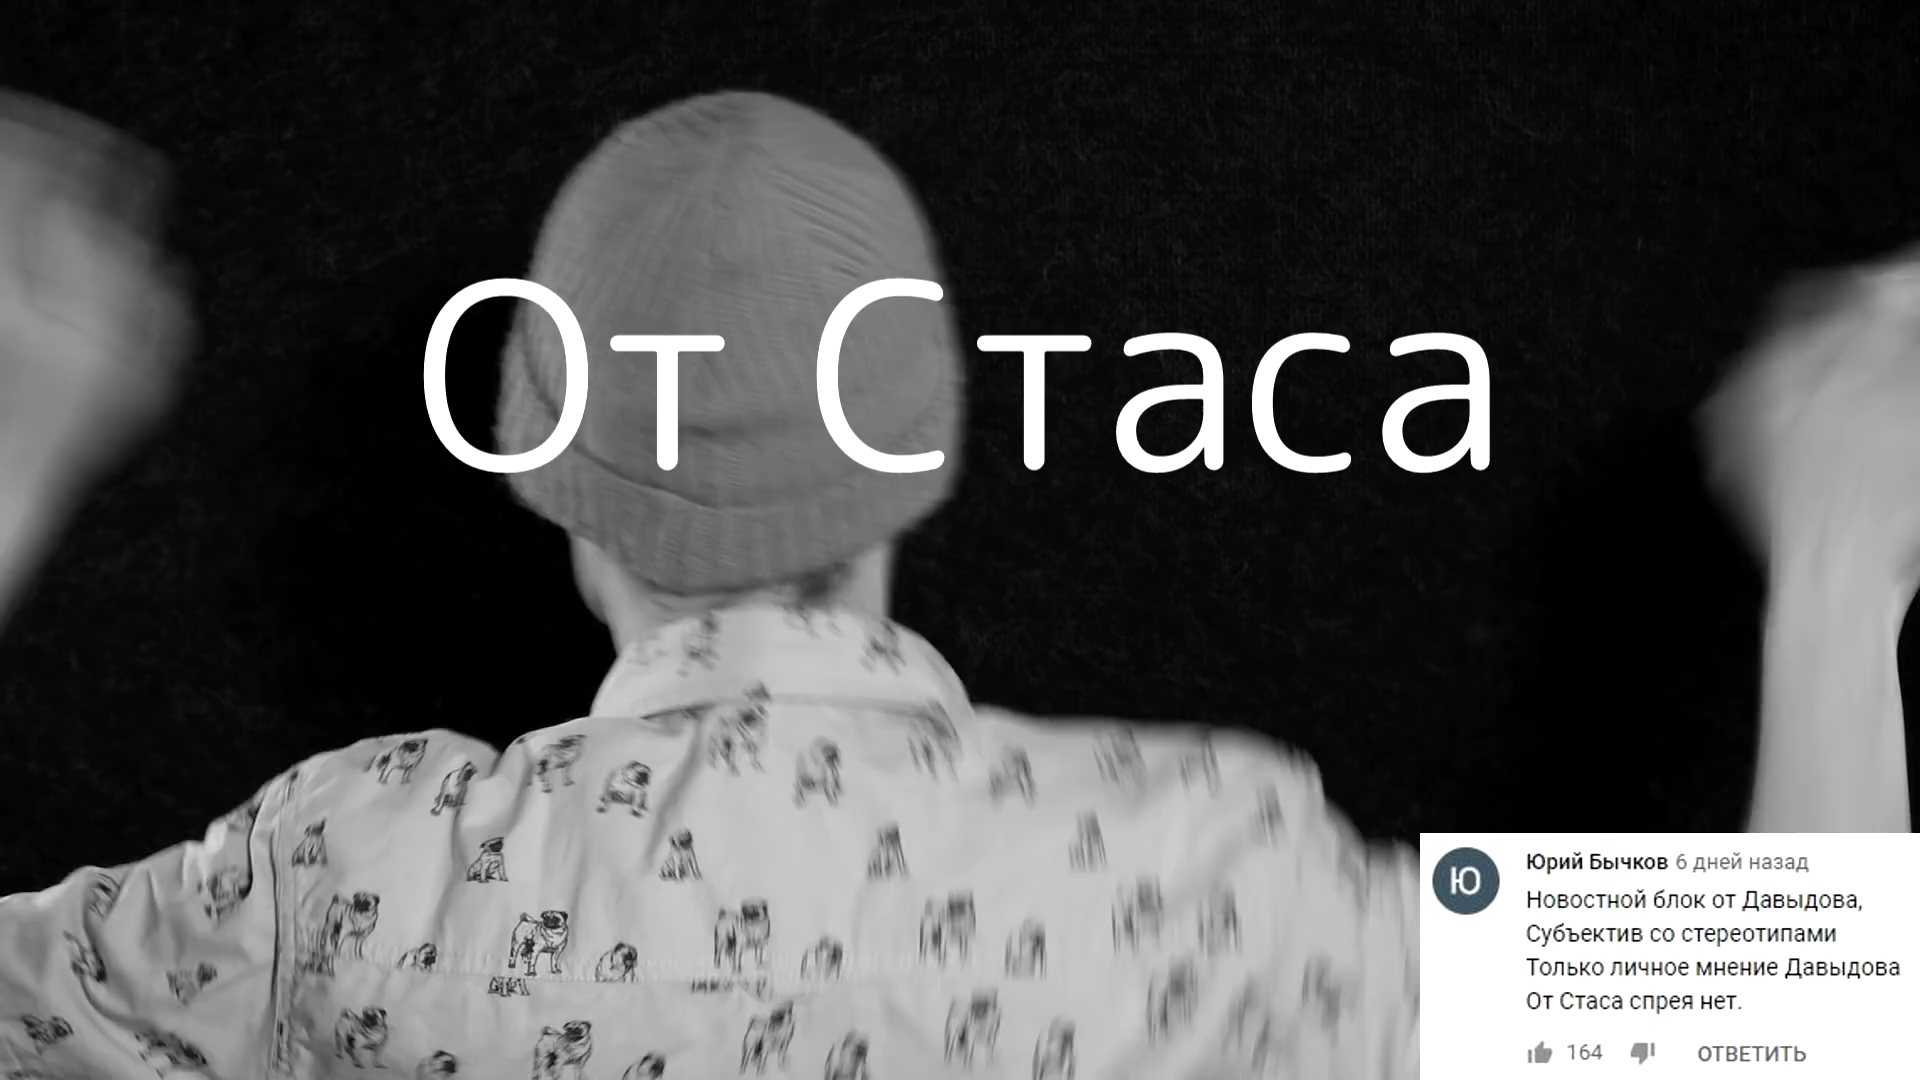 От Стаса
Ю
Юрий Бычков 6 дней назад
Новостной блок от Давыдова,
Субъектив со стереотипами
Только личное мнение Давыдова
От Стаса спрея нет.
164
ОТВЕТИТЬ